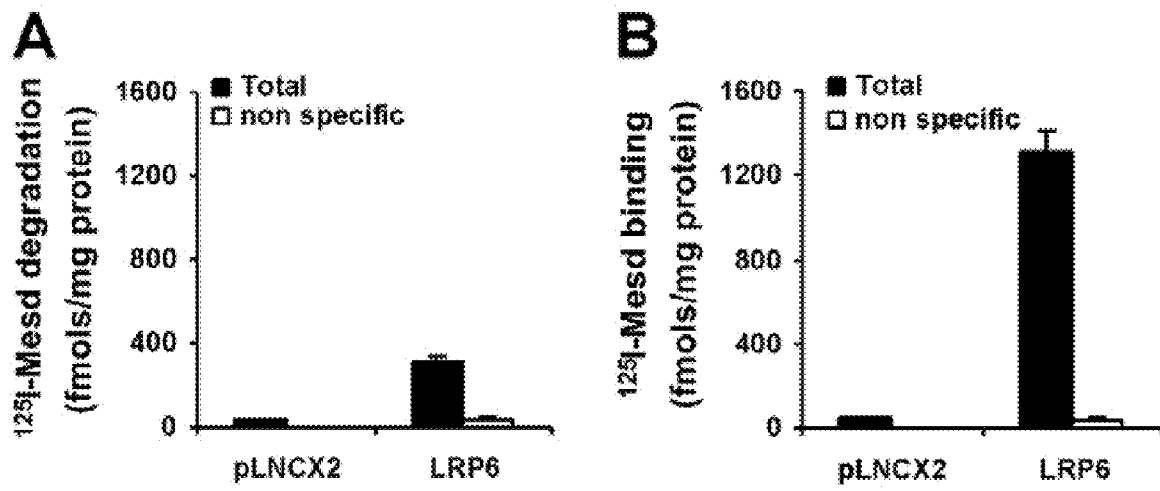 A
125I-Mesd degradation
(fmols/mg protein)
1600
1200
800
400
0
Total
non specific
pLNCX2
LRP6
B
125I-Mesd binding
(fmols/mg protein)
1600
1200
800
400
0
Total
non specific
pLNCX2
LRP6